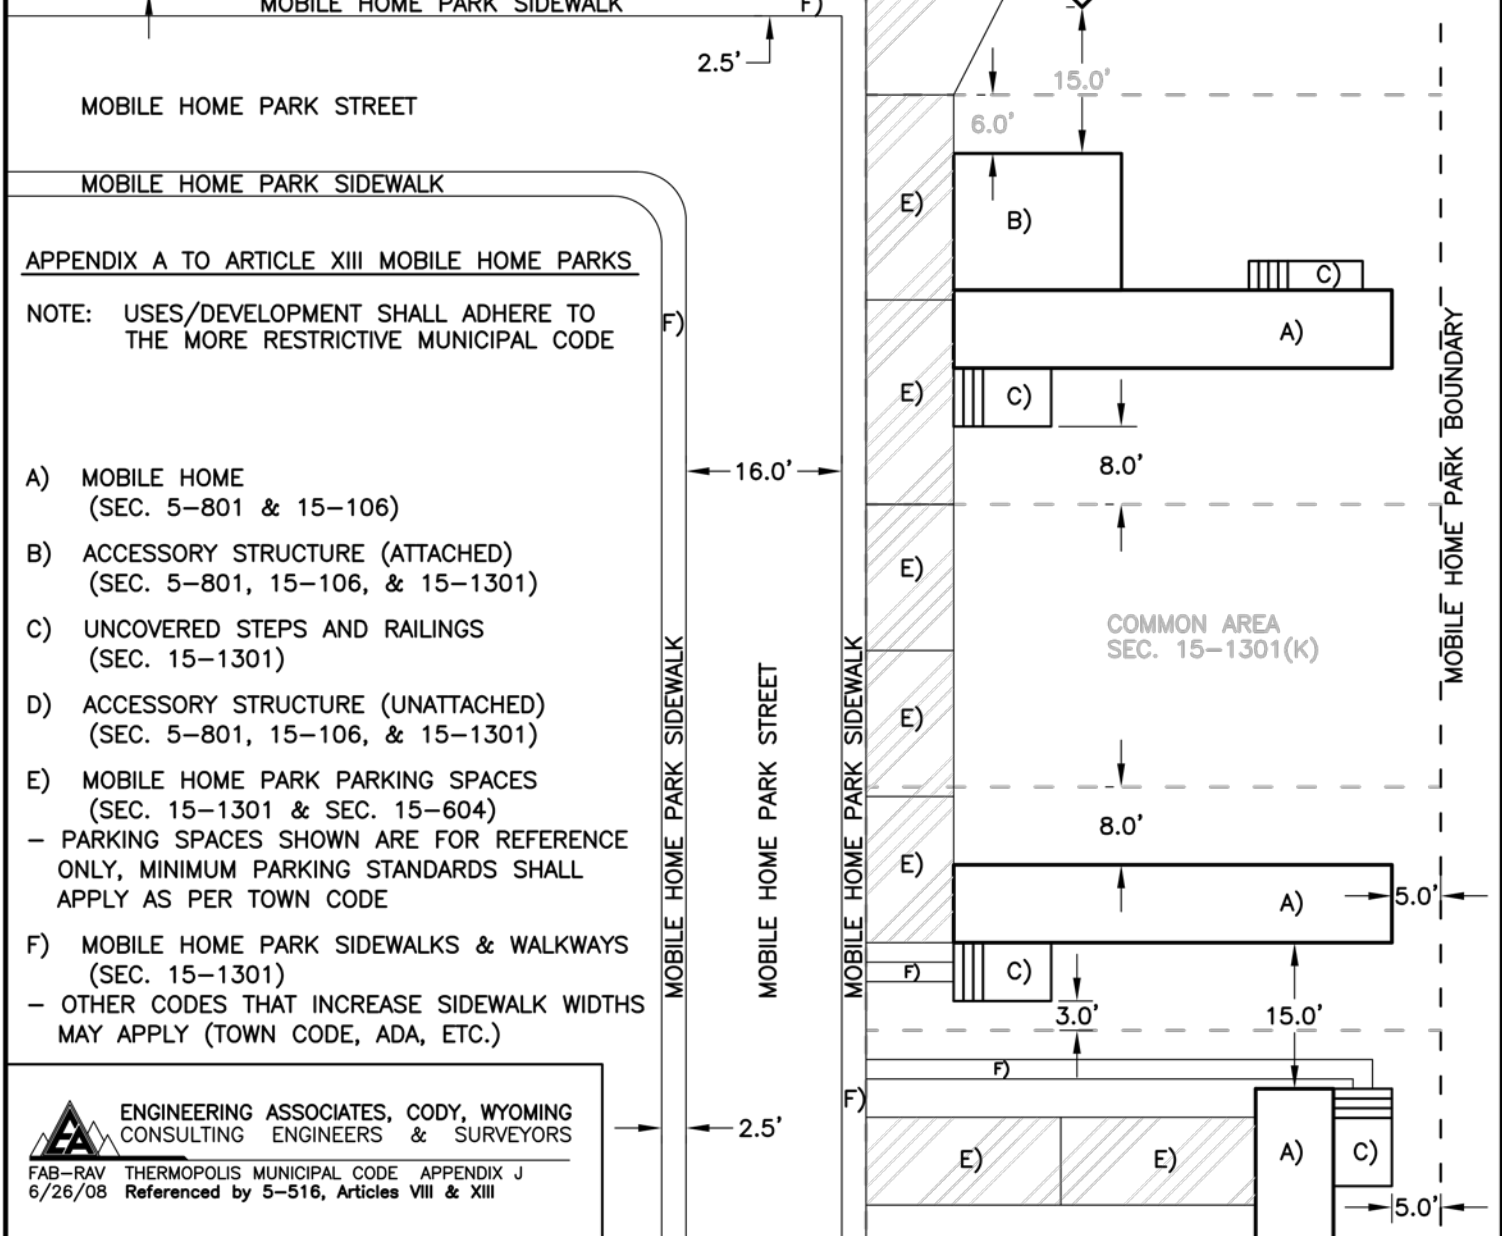 MOBILE HOME PARK SIDEWALK
F)
2.5'
15.0'
MOBILE HOME PARK STREET
6.0'
MOBILE HOME PARK SIDEWALK
E)
B)
APPENDIX A TO ARTICLE XIII MOBILE HOME PARKS
C)
NOTE: USES/DEVELOPMENT SHALL ADHERE TO
THE MORE RESTRICTIVE MUNICIPAL CODE
F)
A)
E)
C)
MOBILE HOME PARK BOUNDARY
8.0'
16.0'
A) MOBILE HOME
(SEC. 5-801 & 15-106)
B) ACCESSORY STRUCTURE (ATTACHED)
(SEC. 5-801, 15-106, & 15-1301)
E)
C) UNCOVERED STEPS AND RAILINGS
(SEC. 15-1301)
COMMON AREA
SEC. 15-1301(K)
D) ACCESSORY STRUCTURE (UNATTACHED)
(SEC. 5-801, 15-106, & 15-1301)
E)
MOBILE HOME PARK SIDEWALK
MOBILE HOME PARK STREET
MOBILE HOME PARK SIDEWALK
E) MOBILE HOME PARK PARKING SPACES
(SEC. 15-1301 & SEC. 15-604)
- PARKING SPACES SHOWN ARE FOR REFERENCE
ONLY, MINIMUM PARKING STANDARDS SHALL
APPLY AS PER TOWN CODE
8.0'
E)
A)
5.0'
F) MOBILE HOME PARK SIDEWALKS & WALKWAYS
(SEC. 15-1301)
- OTHER CODES THAT INCREASE SIDEWALK WIDTHS
MAY APPLY (TOWN CODE, ADA, ETC.)
F)
C)
3.0'
15.0'
F)
F)
EA
ENGINEERING ASSOCIATES, CODY, WYOMING
CONSULTING ENGINEERS & SURVEYORS
2.5'
E)
E)
A)
C)
FAB-RAV THERMOPOLIS MUNICIPAL CODE APPENDIX J
6/26/08 Referenced by 5-516, Articles VIII & XIII
5.0'